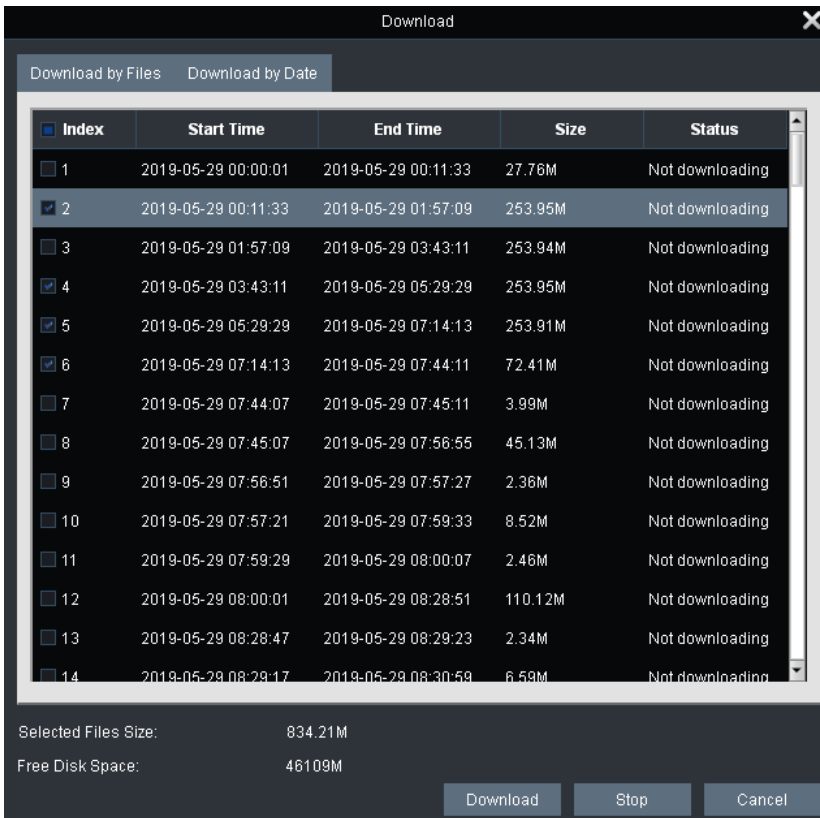 Download
Download by Files Download by Date
Index Start Time End Time Size Status
1 2019-05-29 00:00:01 2019-05-29 00:11:33 27.76M Not downloading
2 2019-05-29 00:11:33 2019-05-29 01:57:09 253.95M Not downloading
3 2019-05-29 01:57:09 2019-05-29 03:43:11 253.94M Not downloading
4 2019-05-29 03:43:11 2019-05-29 05:29:29 253.95M Not downloading
5 2019-05-29 05:29:29 2019-05-29 07:14:13 253.91M Not downloading
6 2019-05-29 07:14:13 2019-05-29 07:44:11 72.41M Not downloading
7 2019-05-29 07:44:07 2019-05-29 07:45:11 3.99M Not downloading
8 2019-05-29 07:45:07 2019-05-29 07:56:55 45.13M Not downloading
9 2019-05-29 07:56:51 2019-05-29 07:57:27 2.36M Not downloading
10 2019-05-29 07:57:21 2019-05-29 07:59:33 8.52M Not downloading
11 2019-05-29 07:59:29 2019-05-29 08:00:07 2.46M Not downloading
12 2019-05-29 08:00:01 2019-05-29 08:28:51 110.12M Not downloading
13 2019-05-29 08:28:47 2019-05-29 08:29:23 2.34M Not downloading
14 2019-05-29 08:29:17 2019-05-29 08:30:59 6.59M Not downloading
Selected Files Size: 834.21M
Free Disk Space: 46109M
Download Stop Cancel